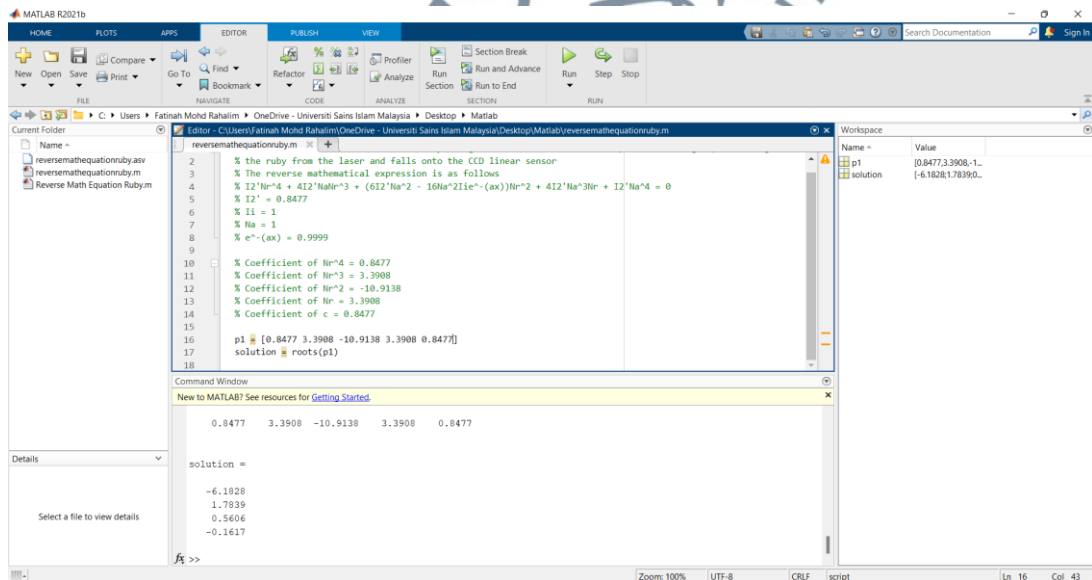 MATLAB R2021b
HOME PLOTS APPS EDITOR PUBLISH VIEW
Search Documentation
Sign In
New Open Save
Compare
Print
Go To
Find
Bookmark
Refactor
Profiler
Analyze
Run Section
Section Break
Run and Advance
Run to End
Run Step Stop
FILE NAVIGATE CODE ANALYZE SECTION RUN
C: Users Fatinah Mohd Rahalim OneDrive - Universiti Sains Islam Malaysia Desktop Matlab
Current Folder
Name
reversemathequationruby.asv
reversemathequationruby.m
Reverse Math Equation Ruby.m
Details
Select a file to view details
Editor - C:\Users\Fatinah Mohd Rahalim\OneDrive - Universiti Sains Islam Malaysia\Desktop\Matlab\reversemathequationruby.m
reversemathequationruby.m
2 % the ruby from the laser and falls onto the CCD linear sensor
3 % The reverse mathematical expression is as follows
4 % I2'Nr^4 + 4I2'NaNr^3 + (6I2'Na^2 - 16Na^2Iie^-(ax))Nr^2 + 4I2'Na^3Nr + I2'Na^4 = 0
5 % I2' = 0.8477
6 % Ii = 1
7 % Na = 1
8 % e^-(ax) = 0.9999
9
10 % Coefficient of Nr^4 = 0.8477
11 % Coefficient of Nr^3 = 3.3908
12 % Coefficient of Nr^2 = -10.9138
13 % Coefficient of Nr = 3.3908
14 % Coefficient of c = 0.8477
15
16 p1 = [0.8477 3.3908 -10.9138 3.3908 0.8477]
17 solution = roots(p1)
18
Command Window
New to MATLAB? See resources for Getting Started.
0.8477 3.3908 -10.9138 3.3908 0.8477
solution =
-6.1828
1.7839
0.5606
-0.1617
fx >>
Workspace
Name Value
p1 [0.8477,3.3908,-1...
solution [-6.1828;1.7839;0...
Zoom: 100% UTF-8 CRLF script Ln 16 Col 43